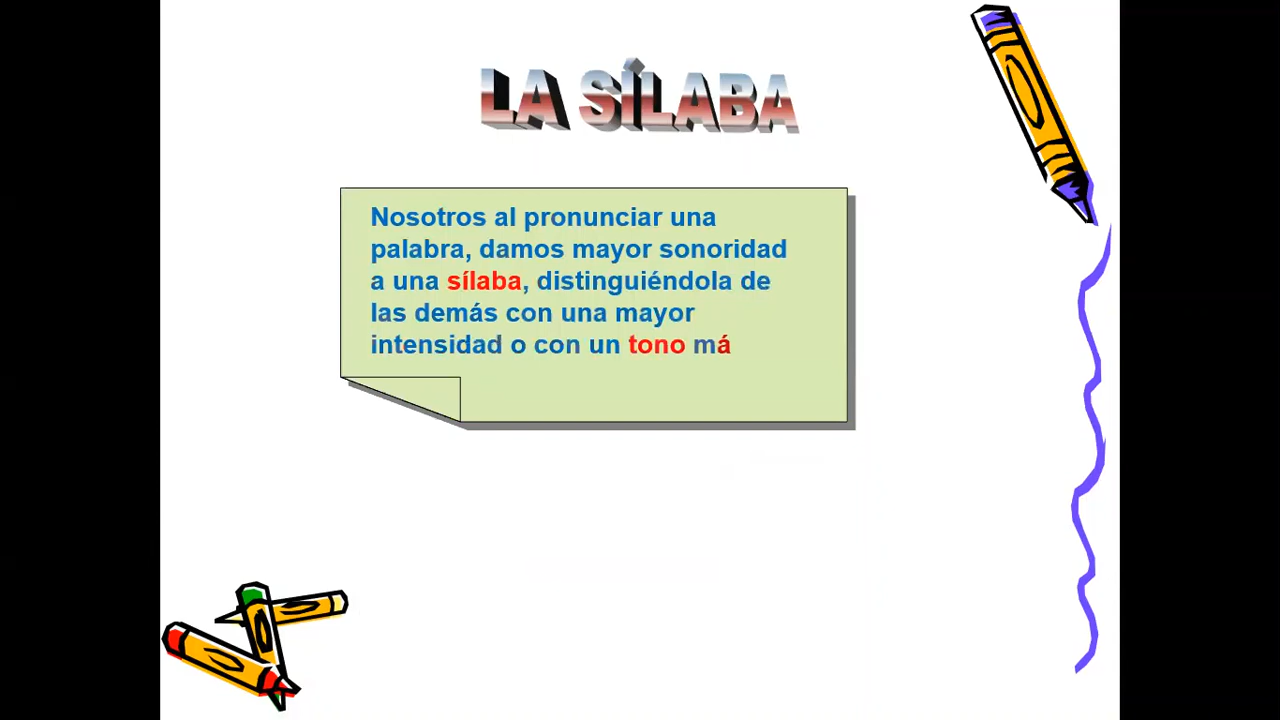 LA SÍLABA
Nosotros al pronunciar una
palabra, damos mayor sonoridad
a una sílaba, distinguiéndola de
las demás con una mayor
intensidad o con un tono má